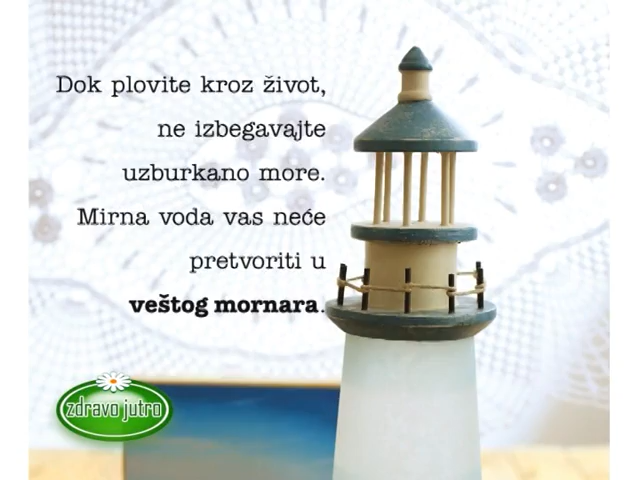 Dok plovite kroz život,
ne izbegavajte
uzburkano more.
Mirna voda vas neće
pretvoriti u
veštog mornara.
zdravo jutro